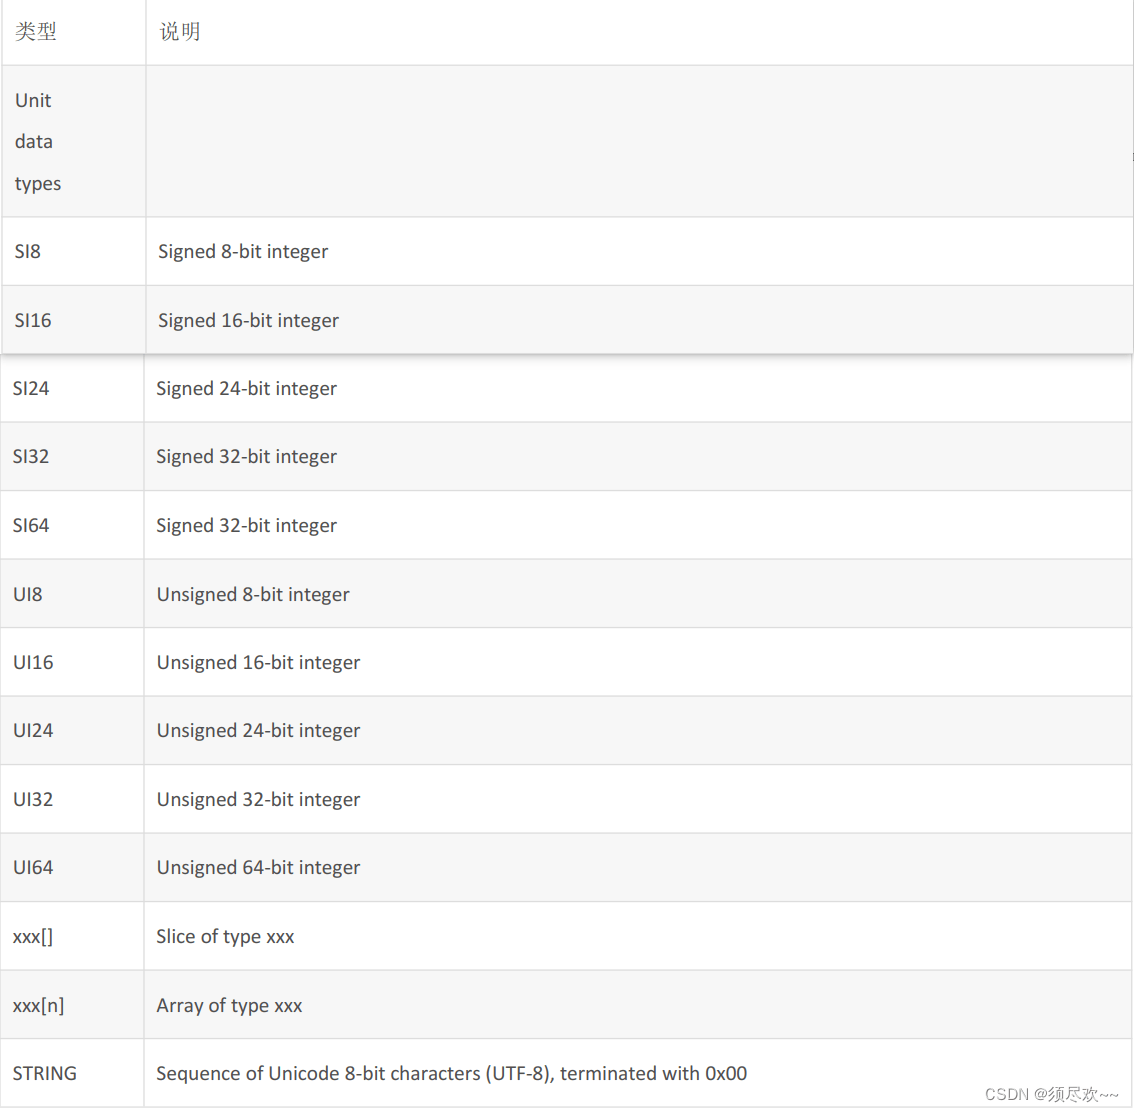 类型 说明
Unit
data
types
SI8 Signed 8-bit integer
SI16 Signed 16-bit integer
SI24 Signed 24-bit integer
SI32 Signed 32-bit integer
SI64 Signed 32-bit integer
UI8 Unsigned 8-bit integer
UI16 Unsigned 16-bit integer
UI24 Unsigned 24-bit integer
UI32 Unsigned 32-bit integer
UI64 Unsigned 64-bit integer
xxx[] Slice of type xxx
xxx[n] Array of type xxx
STRING Sequence of Unicode 8-bit characters (UTF-8), terminated with 0x00
CSDN @须尽欢~~